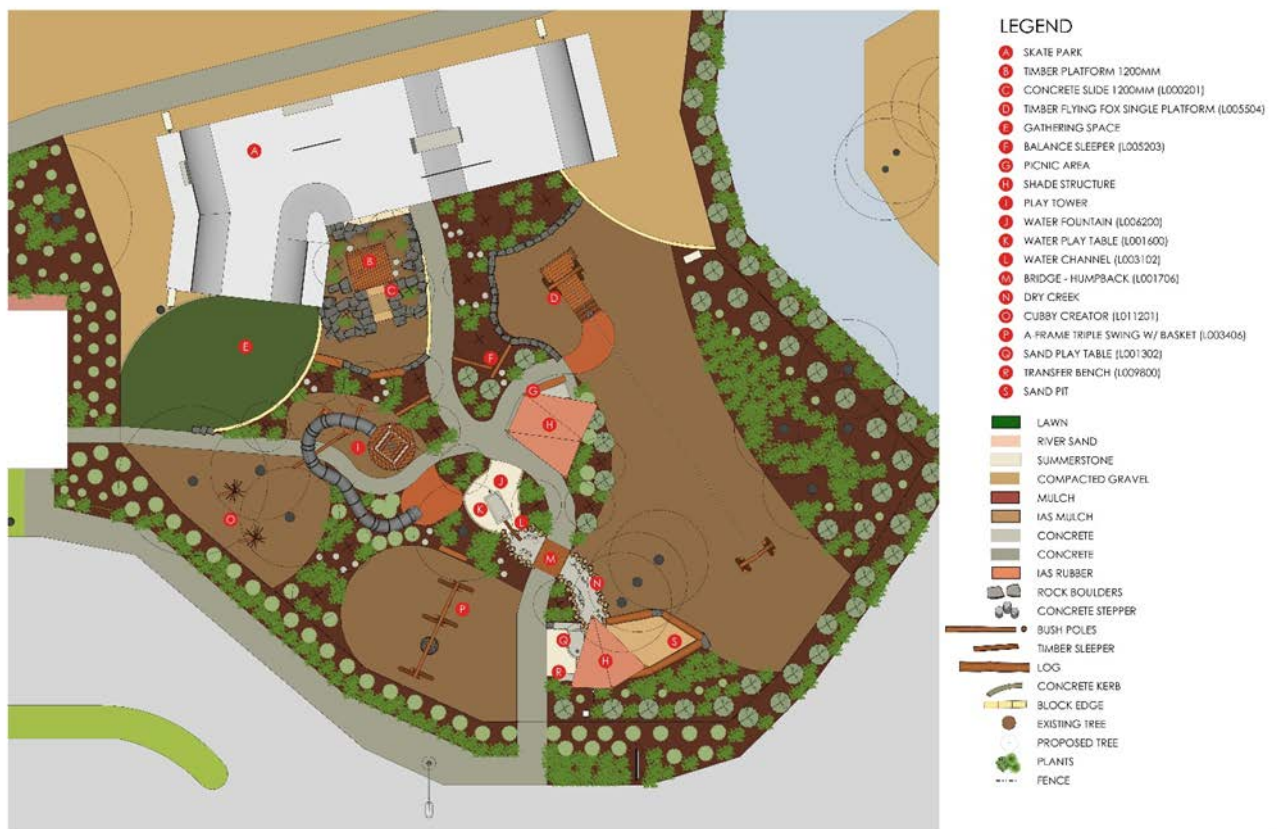 LEGEND
A SKATE PARK
B TIMBER PLATFORM 1200MM
C CONCRETE SLIDE 1200MM (L000201)
D TIMBER FLYING FOX SINGLE PLATFORM (L005504)
E GATHERING SPACE
F BALANCE SLEEPER (L005203)
G PICNIC AREA
H SHADE STRUCTURE
I PLAY TOWER
J WATER FOUNTAIN (L006200)
K WATER PLAY TABLE (L001600)
L WATER CHANNEL (L003102)
M BRIDGE - HUMPBACK (L001706)
N DRY CREEK
O CUBBY CREATOR (L011201)
P A-FRAME TRIPLE SWING W/ BASKET (L003406)
Q SAND PLAY TABLE (L001302)
R TRANSFER BENCH (L009800)
S SAND PIT
LAWN
RIVER SAND
SUMMERSTONE
COMPACTED GRAVEL
MULCH
IAS MULCH
CONCRETE
CONCRETE
IAS RUBBER
ROCK BOULDERS
CONCRETE STEPPER
BUSH POLES
TIMBER SLEEPER
LOG
CONCRETE KERB
BLOCK EDGE
EXISTING TREE
PROPOSED TREE
PLANTS
FENCE
A
B
C
D
E
F
G
H
I
J
K
L
M
N
O
P
Q
H
S
R